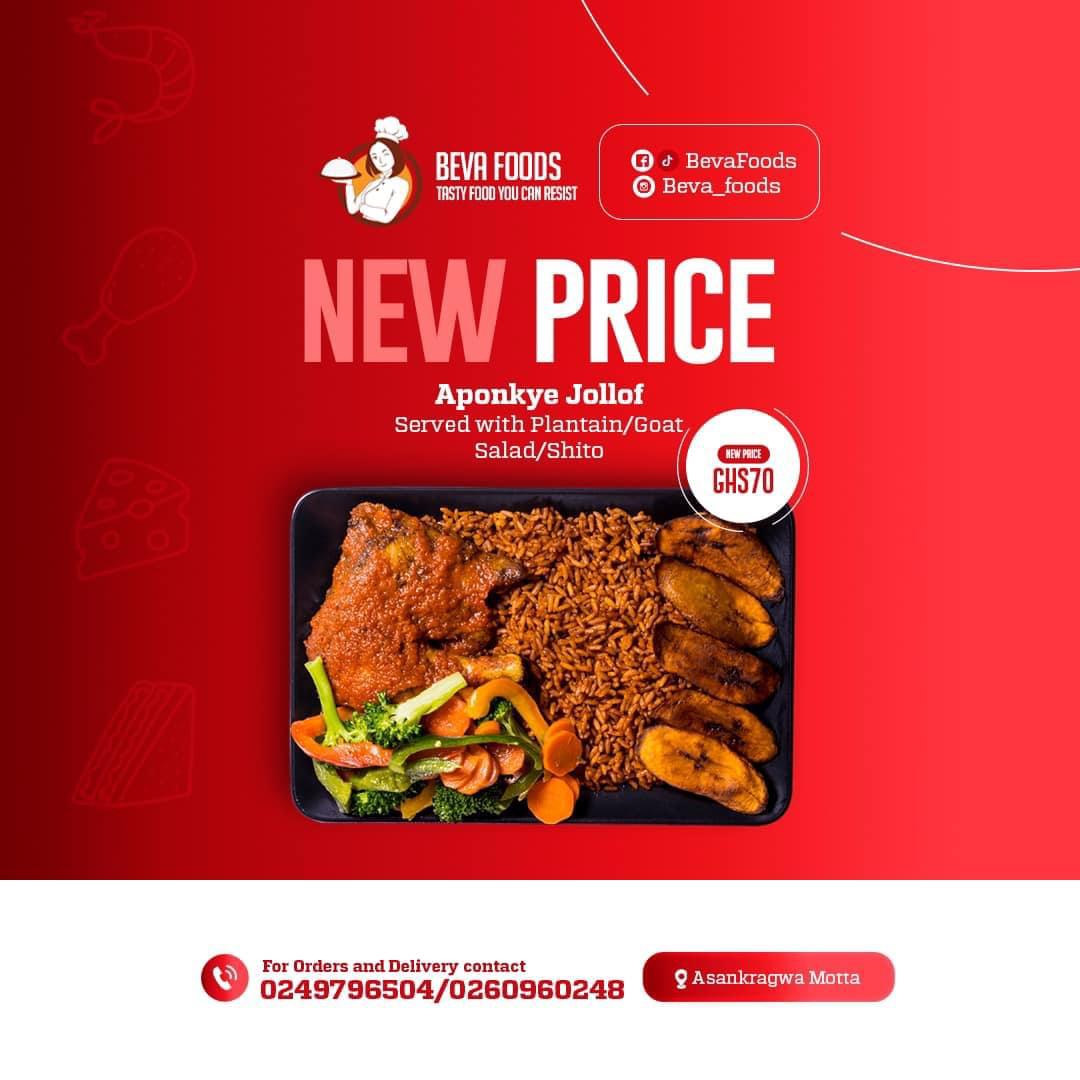 BEVA FOODS
TASTY FOOD YOU CAN RESIST
BevaFoods
Beva_foods
NEW PRICE
Aponkye Jollof
Served with Plantain/Goat
Salad/Shito
NEW PRICE
GHS70
For Orders and Delivery contact
0249796504/0260960248
Asankragwa Motta